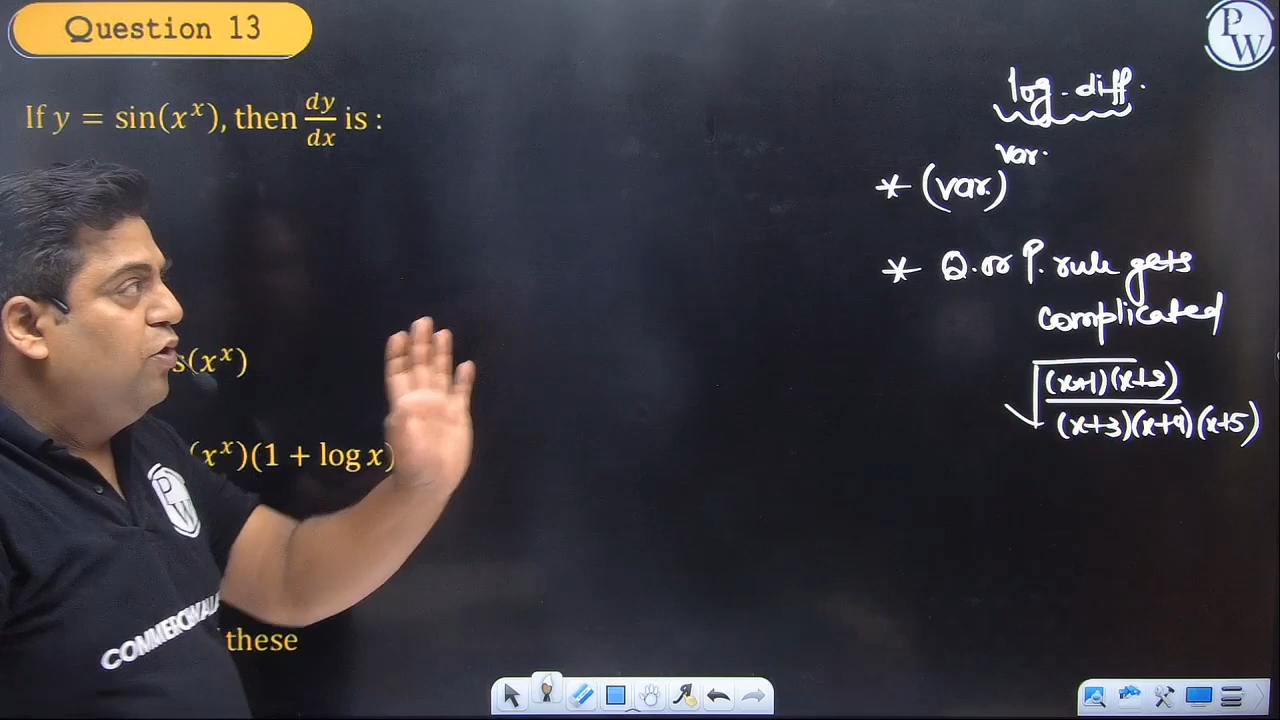 Question 13
PW
If y = sin(x^x), then dy/dx is :
log. diff.
* (var.)^var.
* Q. or P. rule gets
complicated
√((x+1)(x+2)/(x+3)(x+4)(x+5))
s(x^x)
(x^x)(1 + log x)
PW
these